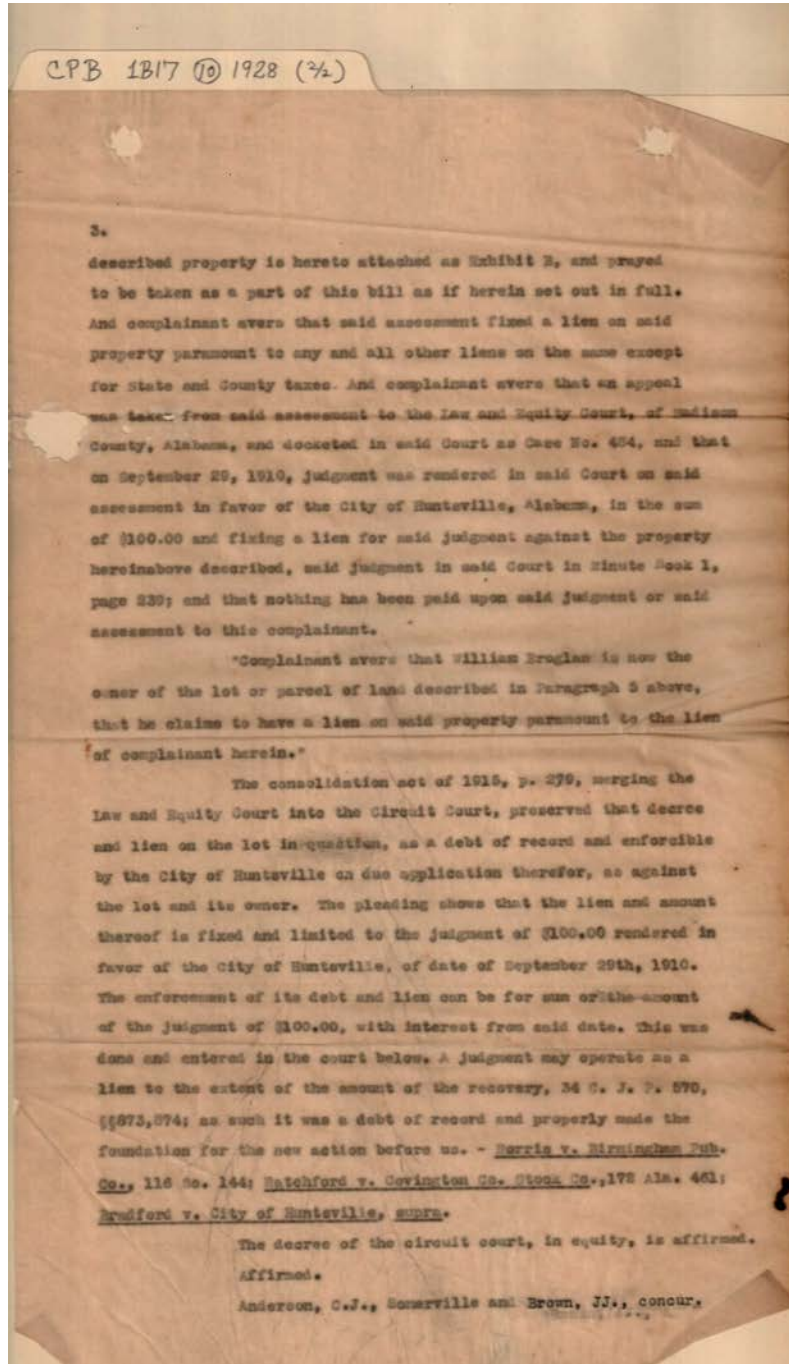 CPB 1B17 ⑩ 1928 (2/2)
3.
described property is hereto attached as Exhibit B, and prayed
to be taken as a part of this bill as if herein set out in full.
And complainant avers that said assessment fixed a lien on said
property paramount to any and all other liens on the same except
for State and County taxes. And complainant avers that an appeal
was taken from said assessment to the Law and Equity Court, of Madison
County, Alabama, and docketed in said Court as Case No. 484, and that
on September 29, 1910, judgment was rendered in said Court on said
assessment in favor of the City of Huntsville, Alabama, in the sum
of $100.00 and fixing a lien for said judgment against the property
hereinabove described, said judgment in said Court in Minute Book 1,
page 239; and that nothing has been paid upon said judgment or said
assessment to this complainant.
"Complainant avers that William Broglan is now the
owner of the lot or parcel of land described in Paragraph 5 above,
that he claims to have a lien on said property paramount to the lien
of complainant herein."
The consolidation act of 1915, p. 279, merging the
Law and Equity Court into the Circuit Court, preserved that decree
and lien on the lot in question, as a debt of record and enforcible
by the City of Huntsville on due application therefor, as against
the lot and its owner. The pleading shows that the lien and amount
thereof is fixed and limited to the judgment of $100.00 rendered in
favor of the City of Huntsville, of date of September 29th, 1910.
The enforcement of its debt and lien can be for sum or the amount
of the judgment of $100.00, with interest from said date. This was
done and entered in the court below. A judgment may operate as a
lien to the extent of the amount of the recovery, 34 C. J. P. 570,
§§873,874; as such it was a debt of record and properly made the
foundation for the new action before us. - Norris v. Birmingham Pub.
Co., 116 So. 144; Ratchford v. Covington Co. Stock Co.,172 Ala. 461;
Bradford v. City of Huntsville, supra.
The decree of the circuit court, in equity, is affirmed.
Affirmed.
Anderson, C.J., Somerville and Brown, JJ., concur.